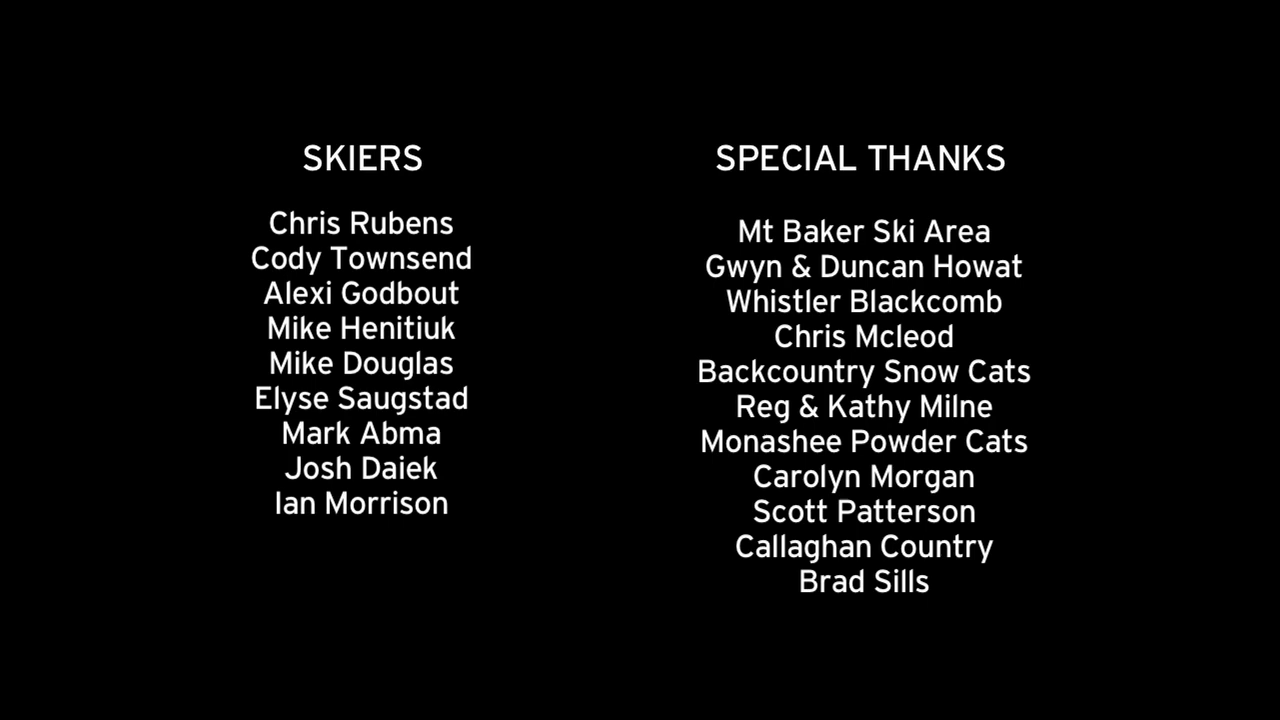 SKIERS
Chris Rubens
Cody Townsend
Alexi Godbout
Mike Henitiuk
Mike Douglas
Elyse Saugstad
Mark Abma
Josh Daiek
Ian Morrison
SPECIAL THANKS
Mt Baker Ski Area
Gwyn & Duncan Howat
Whistler Blackcomb
Chris Mcleod
Backcountry Snow Cats
Reg & Kathy Milne
Monashee Powder Cats
Carolyn Morgan
Scott Patterson
Callaghan Country
Brad Sills